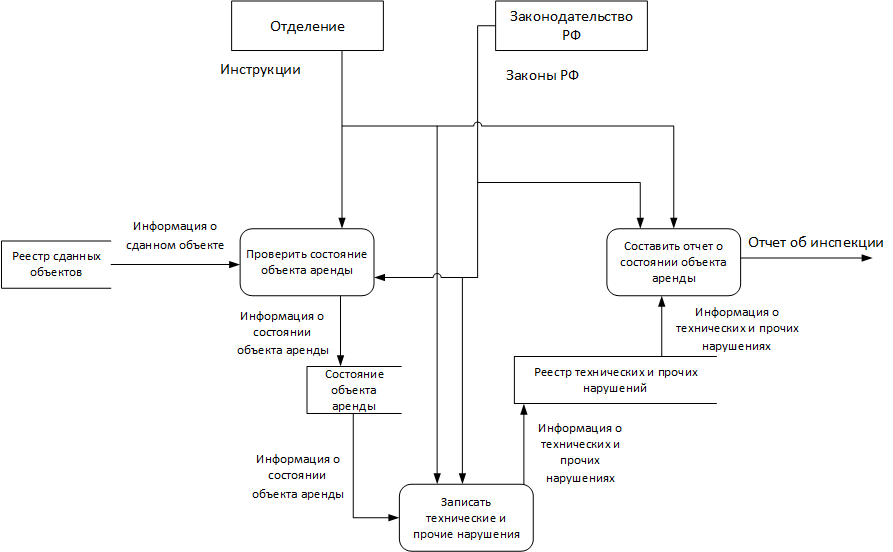 Отделение
Законодательство
РФ
Инструкции
Законы РФ
Информация о
сданном объекте
Реестр сданных
объектов
Проверить состояние
объекта аренды
Составить отчет о
состоянии объекта
аренды
Отчет об инспекции
Информация о
состоянии
объекта аренды
Информация о
технических и прочих
нарушениях
Состояние
объекта
аренды
Реестр технических и прочих
нарушений
Информация о
состоянии
объекта аренды
Информация о
технических и
прочих
нарушениях
Записать
технические и
прочие нарушения